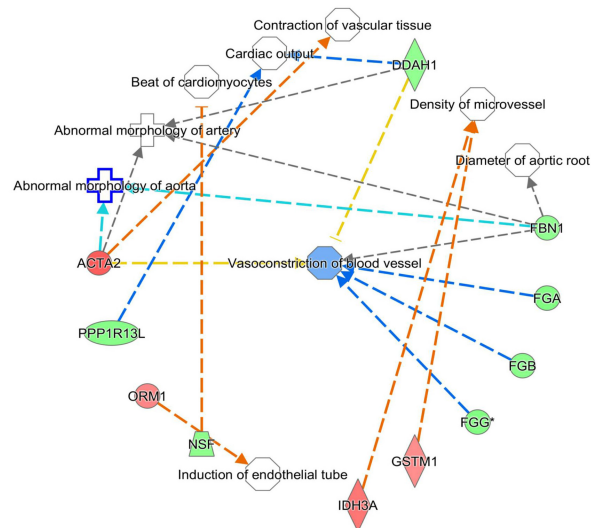 Contraction of vascular tissue
Cardiac output
DDAH1
Beat of cardiomyocytes
Density of microvessel
Abnormal morphology of artery
Diameter of aortic root
Abnormal morphology of aorta
FBN1
ACTA2
Vasoconstriction of blood vessel
FGA
PPP1R13L
FGB
ORM1
FGG*
NSF
GSTM1
Induction of endothelial tube
IDH3A